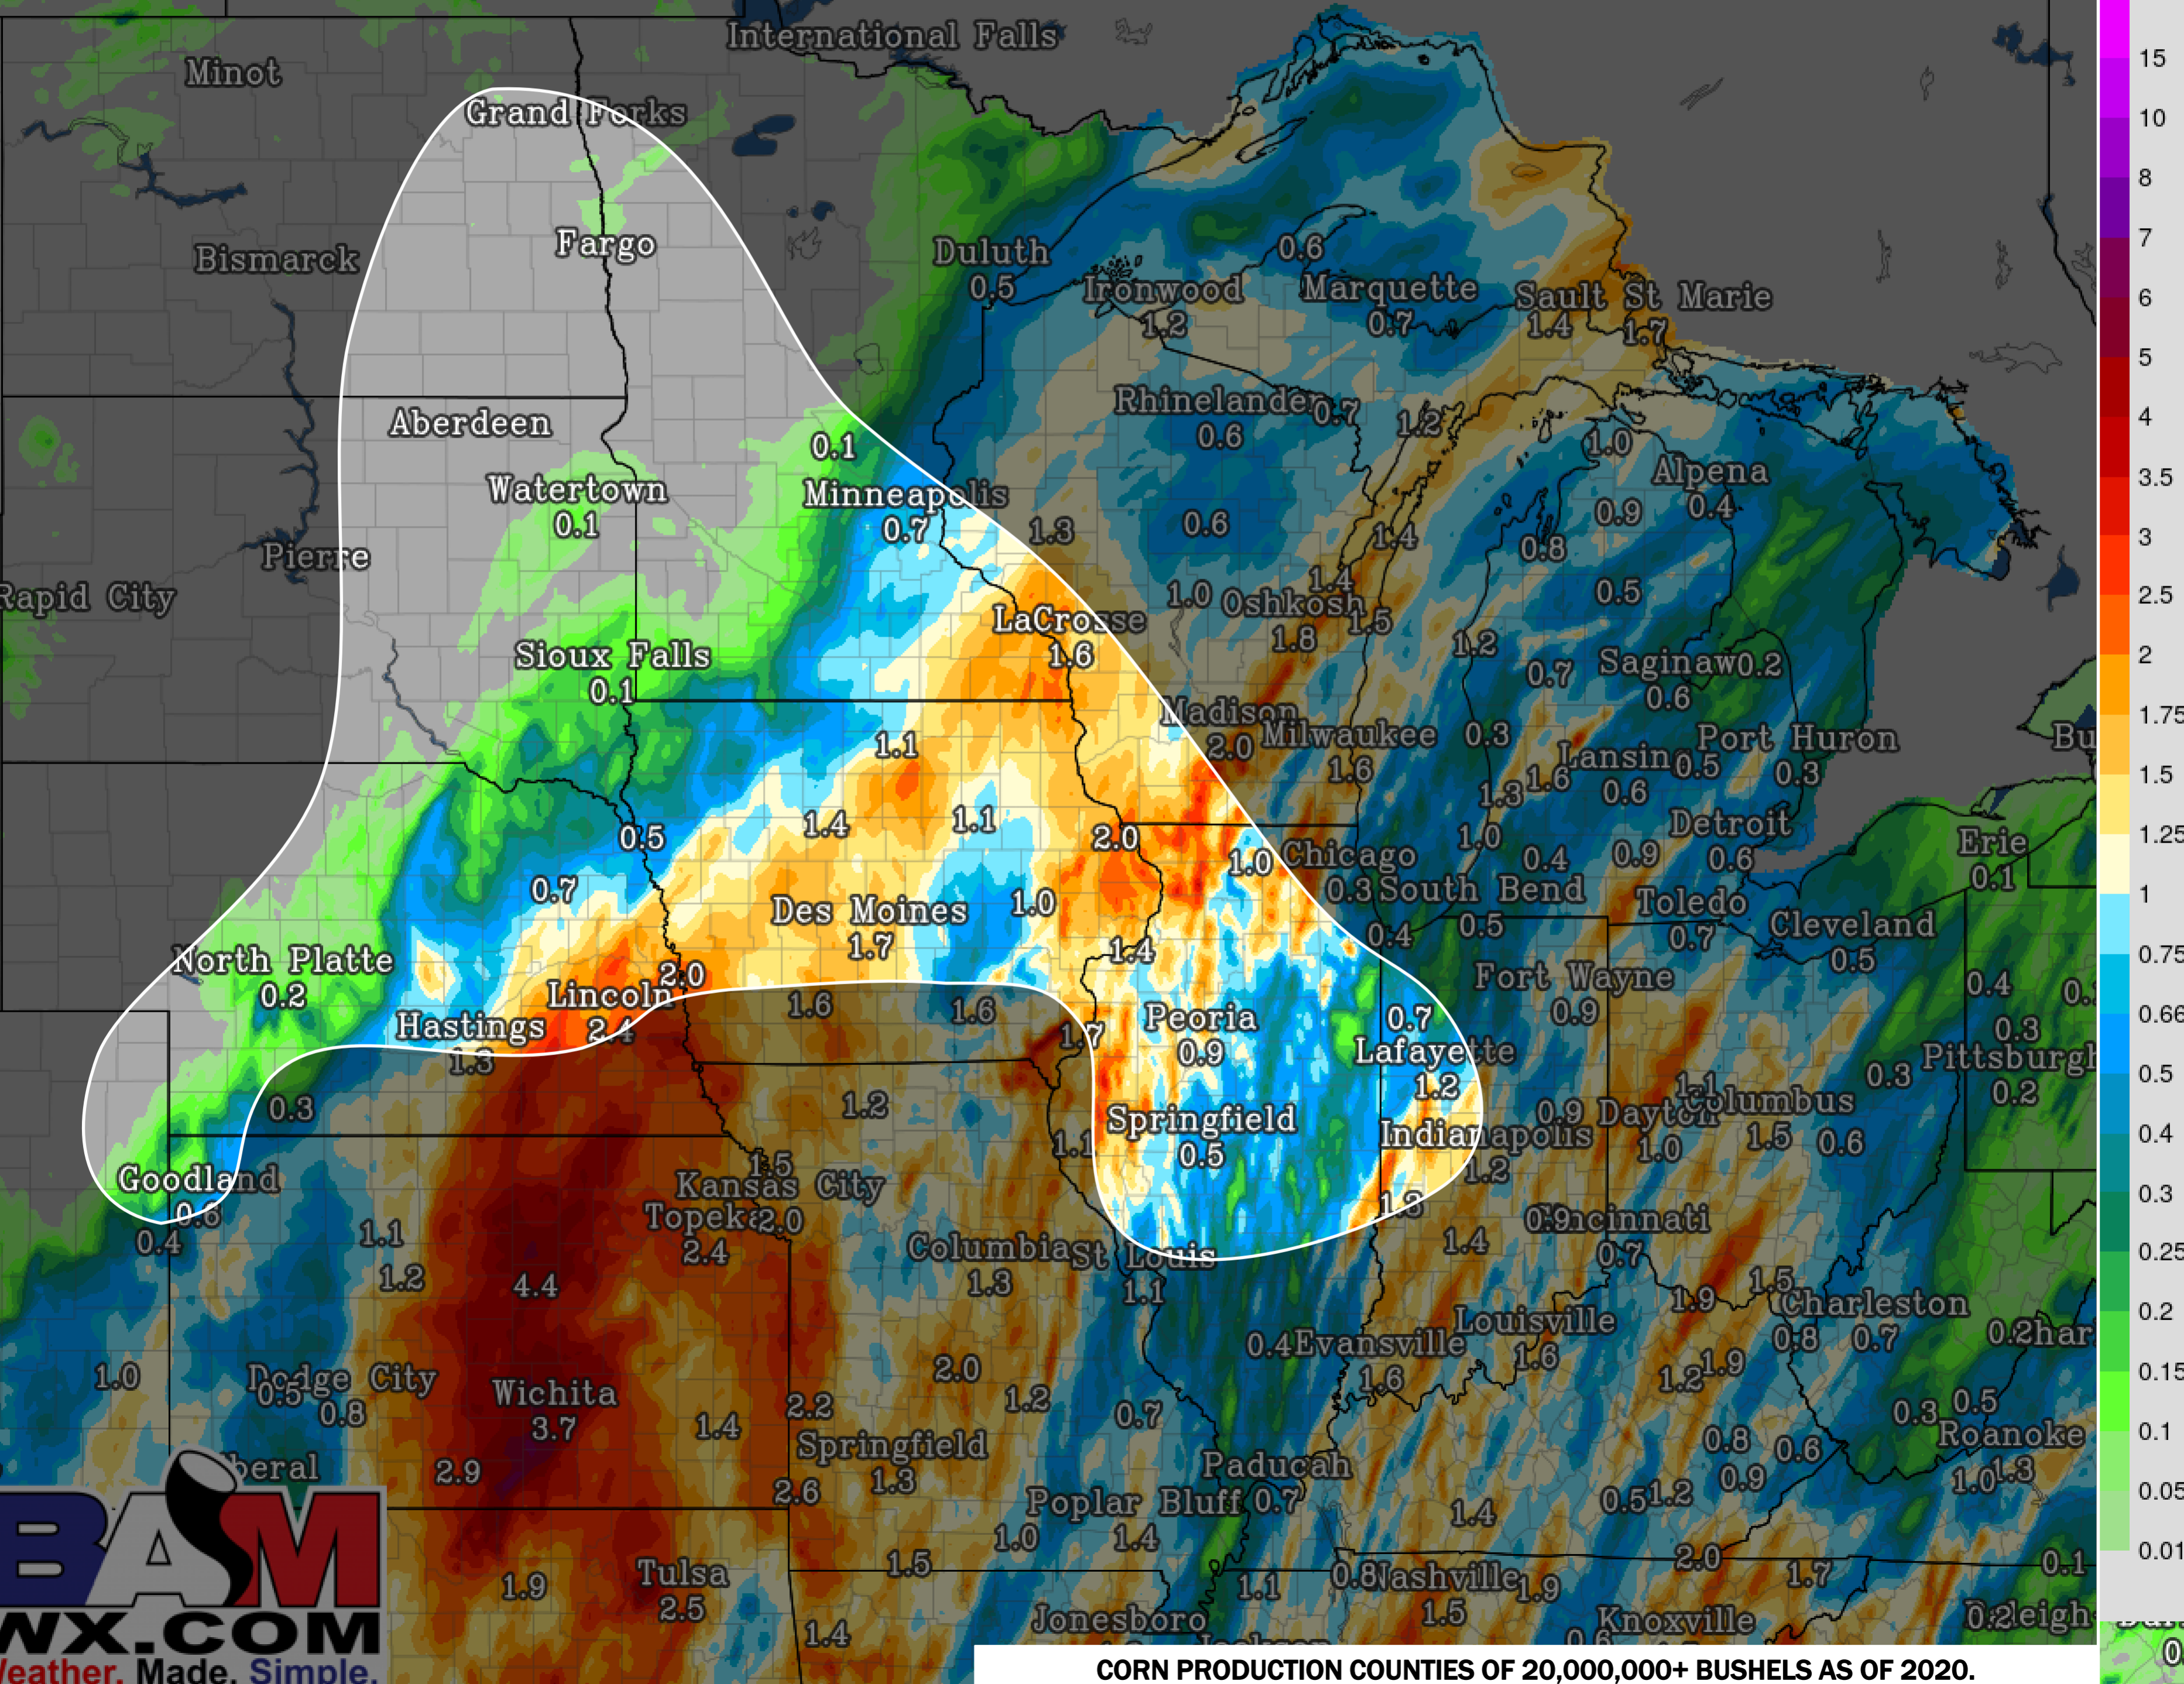 International Falls
Minot
Grand Forks
Fargo
Bismarck
Duluth
0.5
0.6
Ironwood
1.2
Marquette
0.7
Sault St Marie
1.4
1.7
Aberdeen
Rhinelander
0.7
0.6
1.2
0.1
1.0
Alpena
0.4
Watertown
0.1
Minneapolis
0.7
1.3
0.6
0.9
1.4
0.8
Pierre
Rapid City
1.4
1.0
Oshkosh
1.5
1.8
0.5
LaCrosse
1.6
1.2
0.7
Saginaw
0.2
0.6
Sioux Falls
0.1
Madison
2.0
Milwaukee
1.6
0.3
1.1
Lansing
0.5
Port Huron
0.3
1.6
1.3
0.6
Bu
0.5
1.4
1.1
2.0
1.0
Chicago
0.3
1.0
0.4
0.9
Detroit
0.6
Erie
0.1
0.7
Des Moines
1.7
1.0
South Bend
0.5
Toledo
0.7
Cleveland
0.5
0.4
1.4
North Platte
0.2
Lincoln
2.0
2.4
Hastings
1.3
1.6
1.6
1.7
Peoria
0.9
0.7
Lafayette
1.2
Fort Wayne
0.9
0.4
0.3
Pittsburgh
0.2
0.3
0.3
1.2
1.1
Springfield
0.5
Indianapolis
1.2
0.9
Dayton
1.0
1.1
Columbus
1.5
0.6
Goodland
0.6
0.4
1.5
Kansas City
Topeka
2.0
2.4
1.3
0.9
Cincinnati
0.7
1.1
1.2
4.4
Columbia
1.3
St Louis
1.1
1.4
1.9
1.5
Charleston
0.8
0.7
0.4
Evansville
1.6
Louisville
1.6
0.2
har
1.0
Dodge City
0.5
0.8
Wichita
3.7
1.4
2.2
2.0
1.2
0.7
1.2
1.9
0.3
0.5
Roanoke
1.0
1.3
beral
2.9
2.6
Springfield
1.3
Paducah
0.7
Poplar Bluff
1.4
1.0
0.8
0.6
0.9
0.5
1.2
1.4
1.9
Tulsa
2.5
1.5
1.4
1.1
0.8
Nashville
1.5
1.9
2.0
1.7
0.1
Jonesboro
Knoxville
0.2
15
10
8
7
6
5
4
3.5
3
2.5
2
1.75
1.5
1.25
1
0.75
0.66
0.5
0.4
0.3
0.25
0.2
0.15
0.1
0.05
0.01
BAM
WX.COM
Weather. Made. Simple.
CORN PRODUCTION COUNTIES OF 20,000,000+ BUSHELS AS OF 2020.